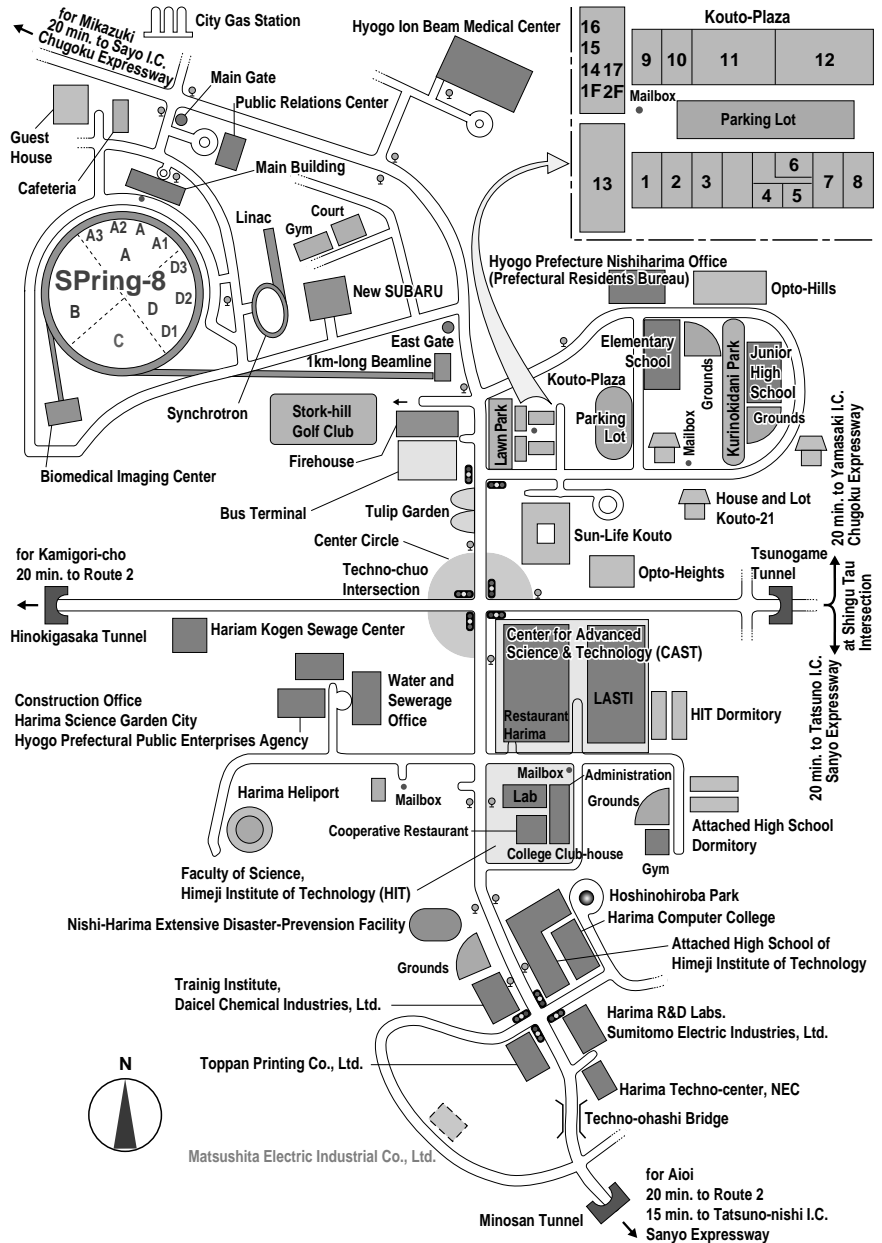 for Mikazuki
20 min. to Sayo I.C.
Chugoku Expressway
City Gas Station
Hyogo Ion Beam Medical Center
Main Gate
Public Relations Center
Guest
House
Cafeteria
Main Building
Kouto-Plaza
16
15
14 17
1F 2F
9
10
11
12
Mailbox
Parking Lot
13
1
2
3
4
5
6
7
8
Linac
Gym
Court
A3
A2
A
A1
A
D3
SPring-8
D2
B
D
D1
C
New SUBARU
East Gate
1km-long Beamline
Synchrotron
Biomedical Imaging Center
Hyogo Prefecture Nishiharima Office
(Prefectural Residents Bureau)
Opto-Hills
Elementary
School
Grounds
Kurinokidani Park
Junior
High
School
Grounds
Kouto-Plaza
Parking
Lot
Mailbox
Lawn Park
Stork-hill
Golf Club
Firehouse
Bus Terminal
Tulip Garden
House and Lot
Kouto-21
Sun-Life Kouto
Center Circle
Techno-chuo
Intersection
Opto-Heights
Tsunogame
Tunnel
20 min. to Yamasaki I.C.
Chugoku Expressway
at Shingu Tau
Intersection
20 min. to Tatsuno I.C.
Sanyo Expressway
for Kamigori-cho
20 min. to Route 2
Hinokigasaka Tunnel
Hariam Kogen Sewage Center
Center for Advanced
Science & Technology (CAST)
LASTI
Restaurant
Harima
HIT Dormitory
Water and
Sewerage
Office
Construction Office
Harima Science Garden City
Hyogo Prefectural Public Enterprises Agency
Harima Heliport
Mailbox
Mailbox
Administration
Lab
Grounds
Cooperative Restaurant
College Club-house
Gym
Attached High School
Dormitory
Faculty of Science,
Himeji Institute of Technology (HIT)
Hoshinohiroba Park
Harima Computer College
Nishi-Harima Extensive Disaster-Prevention Facility
Attached High School of
Himeji Institute of Technology
Grounds
Trainig Institute,
Daicel Chemical Industries, Ltd.
Harima R&D Labs.
Sumitomo Electric Industries, Ltd.
Toppan Printing Co., Ltd.
Harima Techno-center, NEC
Techno-ohashi Bridge
N
Matsushita Electric Industrial Co., Ltd.
Minosan Tunnel
for Aioi
20 min. to Route 2
15 min. to Tatsuno-nishi I.C.
Sanyo Expressway